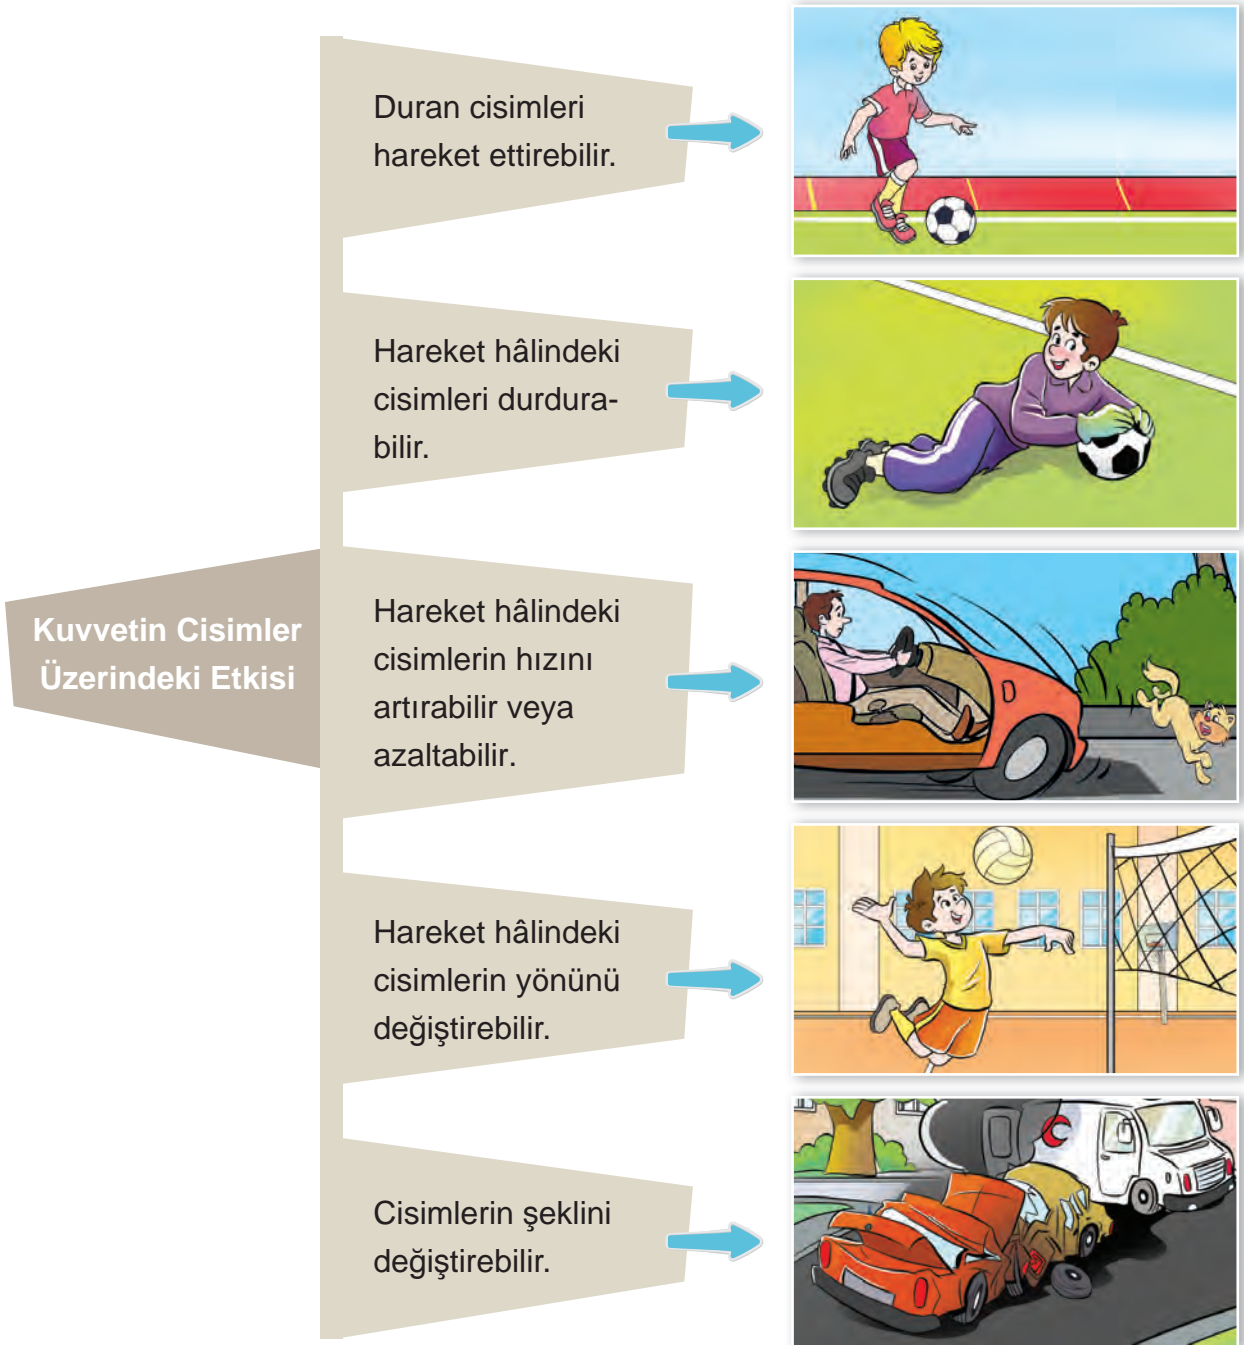 Duran cisimleri
hareket ettirebilir.
Hareket hâlindeki
cisimleri durdura-
bilir.
Kuvvetin Cisimler
Üzerindeki Etkisi
Hareket hâlindeki
cisimlerin hızını
artırabilir veya
azaltabilir.
Hareket hâlindeki
cisimlerin yönünü
değiştirebilir.
Cisimlerin şeklini
değiştirebilir.